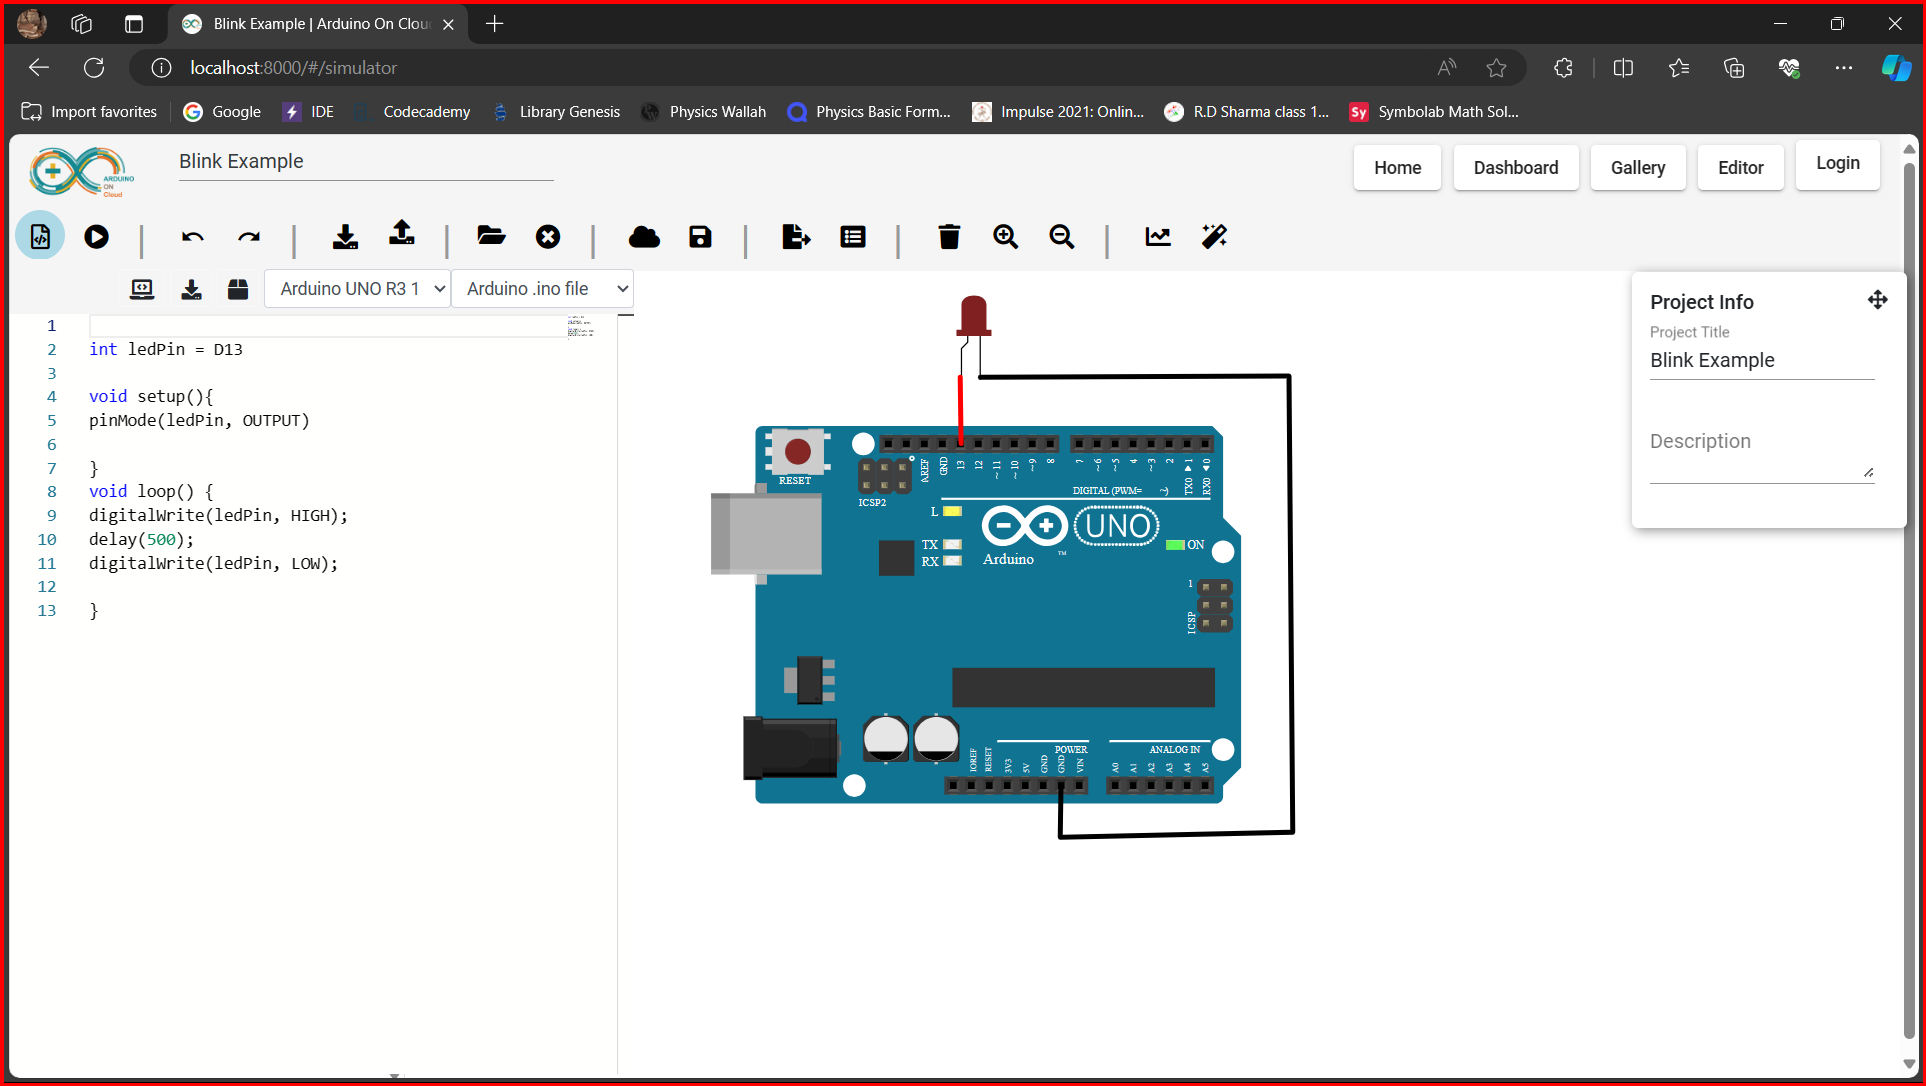 Blink Example | Arduino On Clou
localhost:8000/#/simulator
Import favorites
Google
IDE
Codecademy
Library Genesis
Physics Wallah
Physics Basic Form...
Impulse 2021: Onlin...
R.D Sharma class 1...
Sy
Symbolab Math Sol...
ARDUINO
ON
Cloud
Blink Example
Home
Dashboard
Gallery
Editor
Login
Arduino UNO R3 1
Arduino .ino file
1
2 int ledPin = D13
3
4 void setup(){
5 pinMode(ledPin, OUTPUT)
6
7 }
8 void loop() {
9 digitalWrite(ledPin, HIGH);
10 delay(500);
11 digitalWrite(ledPin, LOW);
12
13 }
RESET
ICSP2
AREF
GND
13
12
~11
~10
~9
8
7
~6
~5
4
~3
2
TX0 ▶ 1
RX0 ◀ 0
DIGITAL (PWM= ~)
L
TX
RX
UNO
Arduino
TM
ON
1
ICSP
IOREF
RESET
3V3
5V
GND
GND
VIN
POWER
ANALOG IN
A0
A1
A2
A3
A4
A5
Project Info
Project Title
Blink Example
Description